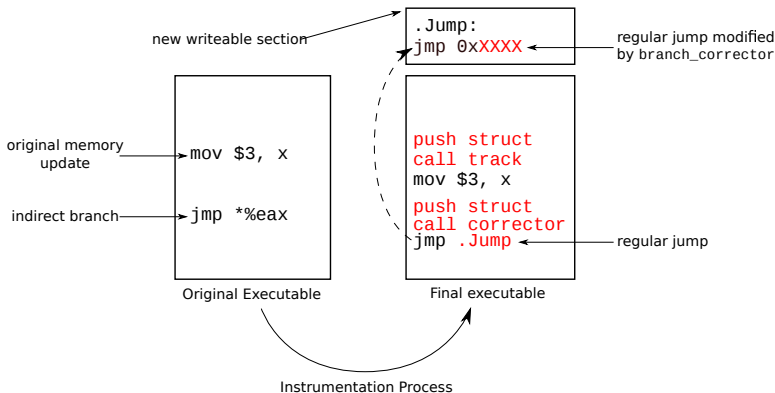 new writeable section
.Jump:
jmp 0xXXXX
regular jump modified
by branch_corrector
original memory
update
mov $3, x
indirect branch
jmp *%eax
Original Executable
push struct
call track
mov $3, x
push struct
call corrector
jmp .Jump
regular jump
Final executable
Instrumentation Process